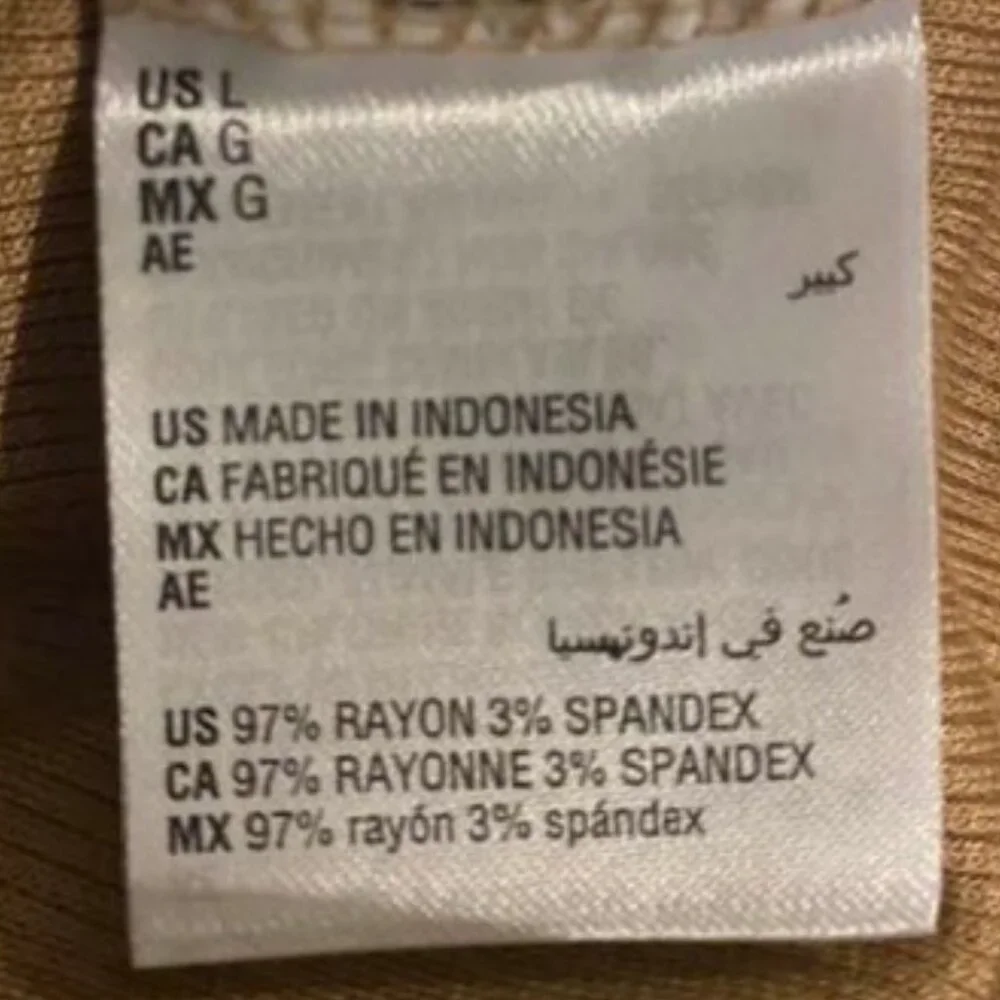 US L
CA G
MX G
AE
كبير
US MADE IN INDONESIA
CA FABRIQUÉ EN INDONÉSIE
MX HECHO EN INDONESIA
AE
صُنع في إندونيسيا
US 97% RAYON 3% SPANDEX
CA 97% RAYONNE 3% SPANDEX
MX 97% rayón 3% spándex